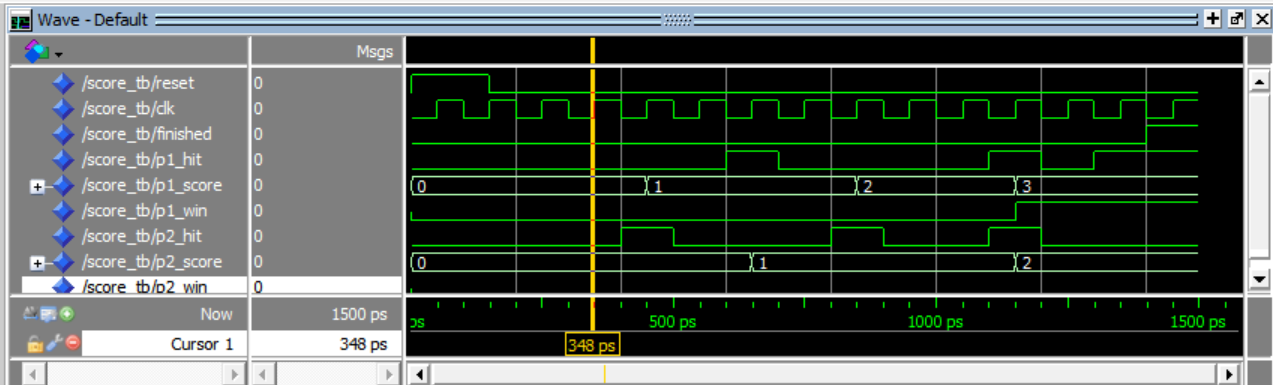 Wave - Default
Msgs
/score_tb/reset 0
/score_tb/clk 0
/score_tb/finished 0
/score_tb/p1_hit 0
/score_tb/p1_score 0 0 1 2 3
/score_tb/p1_win 0
/score_tb/p2_hit 0
/score_tb/p2_score 0 0 1 2
/score_tb/p2_win 0
Now 1500 ps ps 500 ps 1000 ps 1500 ps
Cursor 1 348 ps 348 ps